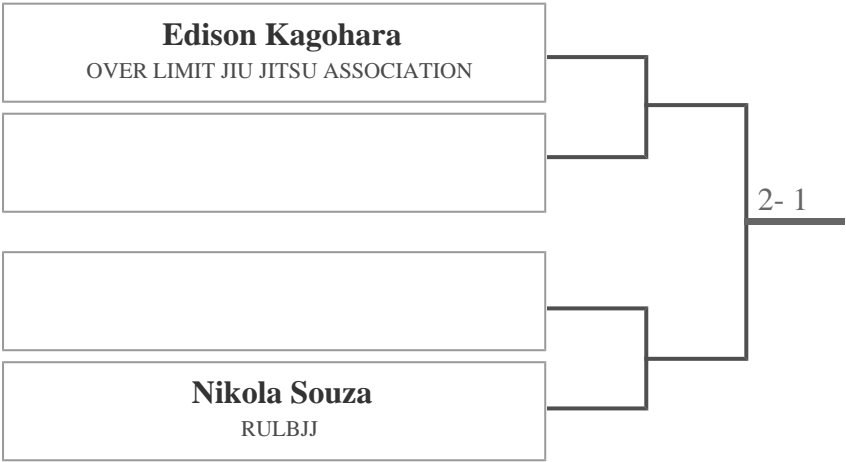 Edison Kagohara
OVER LIMIT JIU JITSU ASSOCIATION
2- 1
Nikola Souza
RULBJJ